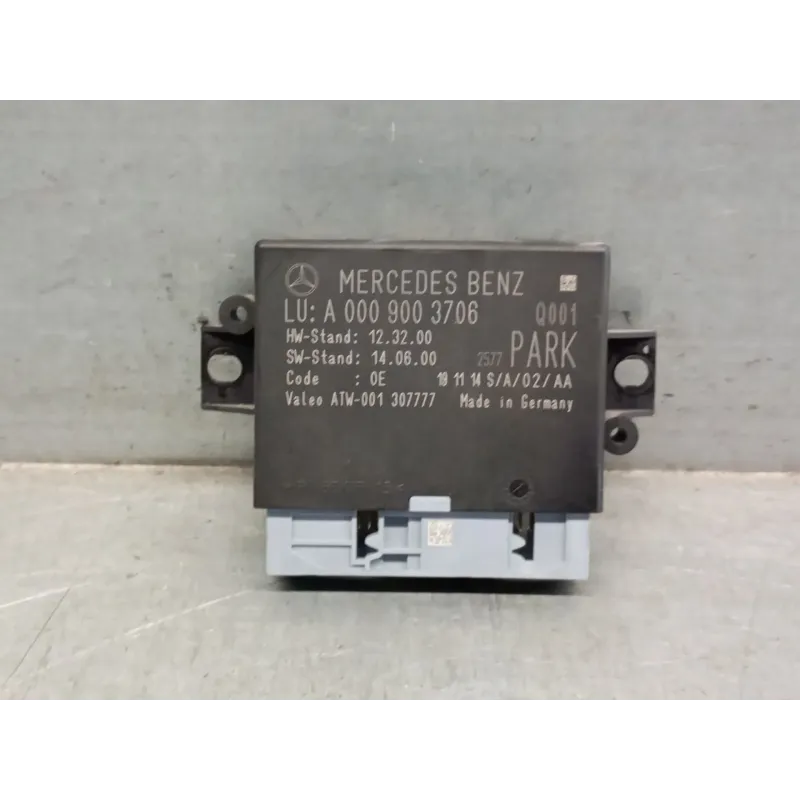 MERCEDES BENZ
LU: A 000 900 3706 Q001
HW-Stand: 12.32.00
SW-Stand: 14.06.00 2577 PARK
Code : OE 18 11 14 S/A/02/AA
Valeo ATW-001 307777 Made in Germany